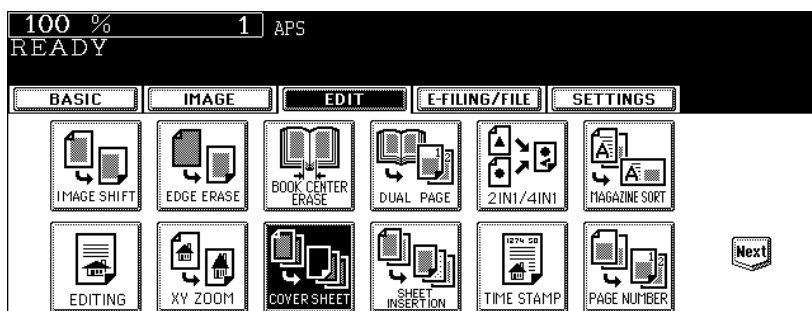 100 % 1 APS
READY
BASIC IMAGE EDIT E-FILING/FILE SETTINGS
IMAGE SHIFT EDGE ERASE BOOK CENTER ERASE DUAL PAGE 2IN1/4IN1 MAGAZINE SORT
EDITING XY ZOOM COVER SHEET SHEET INSERTION TIME STAMP PAGE NUMBER Next